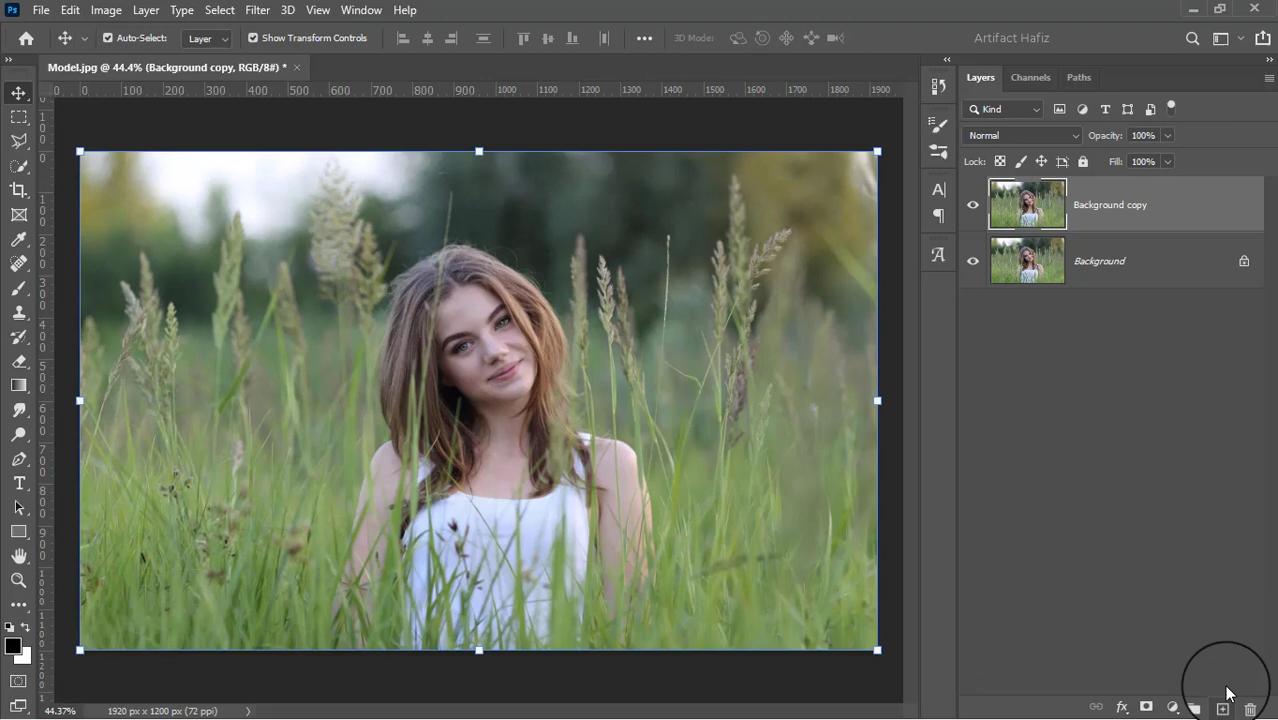 Ps File Edit Image Layer Type Select Filter 3D View Window Help
Auto-Select: Layer Show Transform Controls 3D Mode: Artifact Hafiz
Model.jpg @ 44.4% (Background copy, RGB/8#) *
0 100 200 300 400 500 600 700 800 900 1000 1100 1200 1300 1400 1500 1600 1700 1800 1900
Layers Channels Paths
Kind
Normal Opacity: 100%
Lock: Fill: 100%
Background copy
Background
44.37% 1920 px x 1200 px (72 ppi)